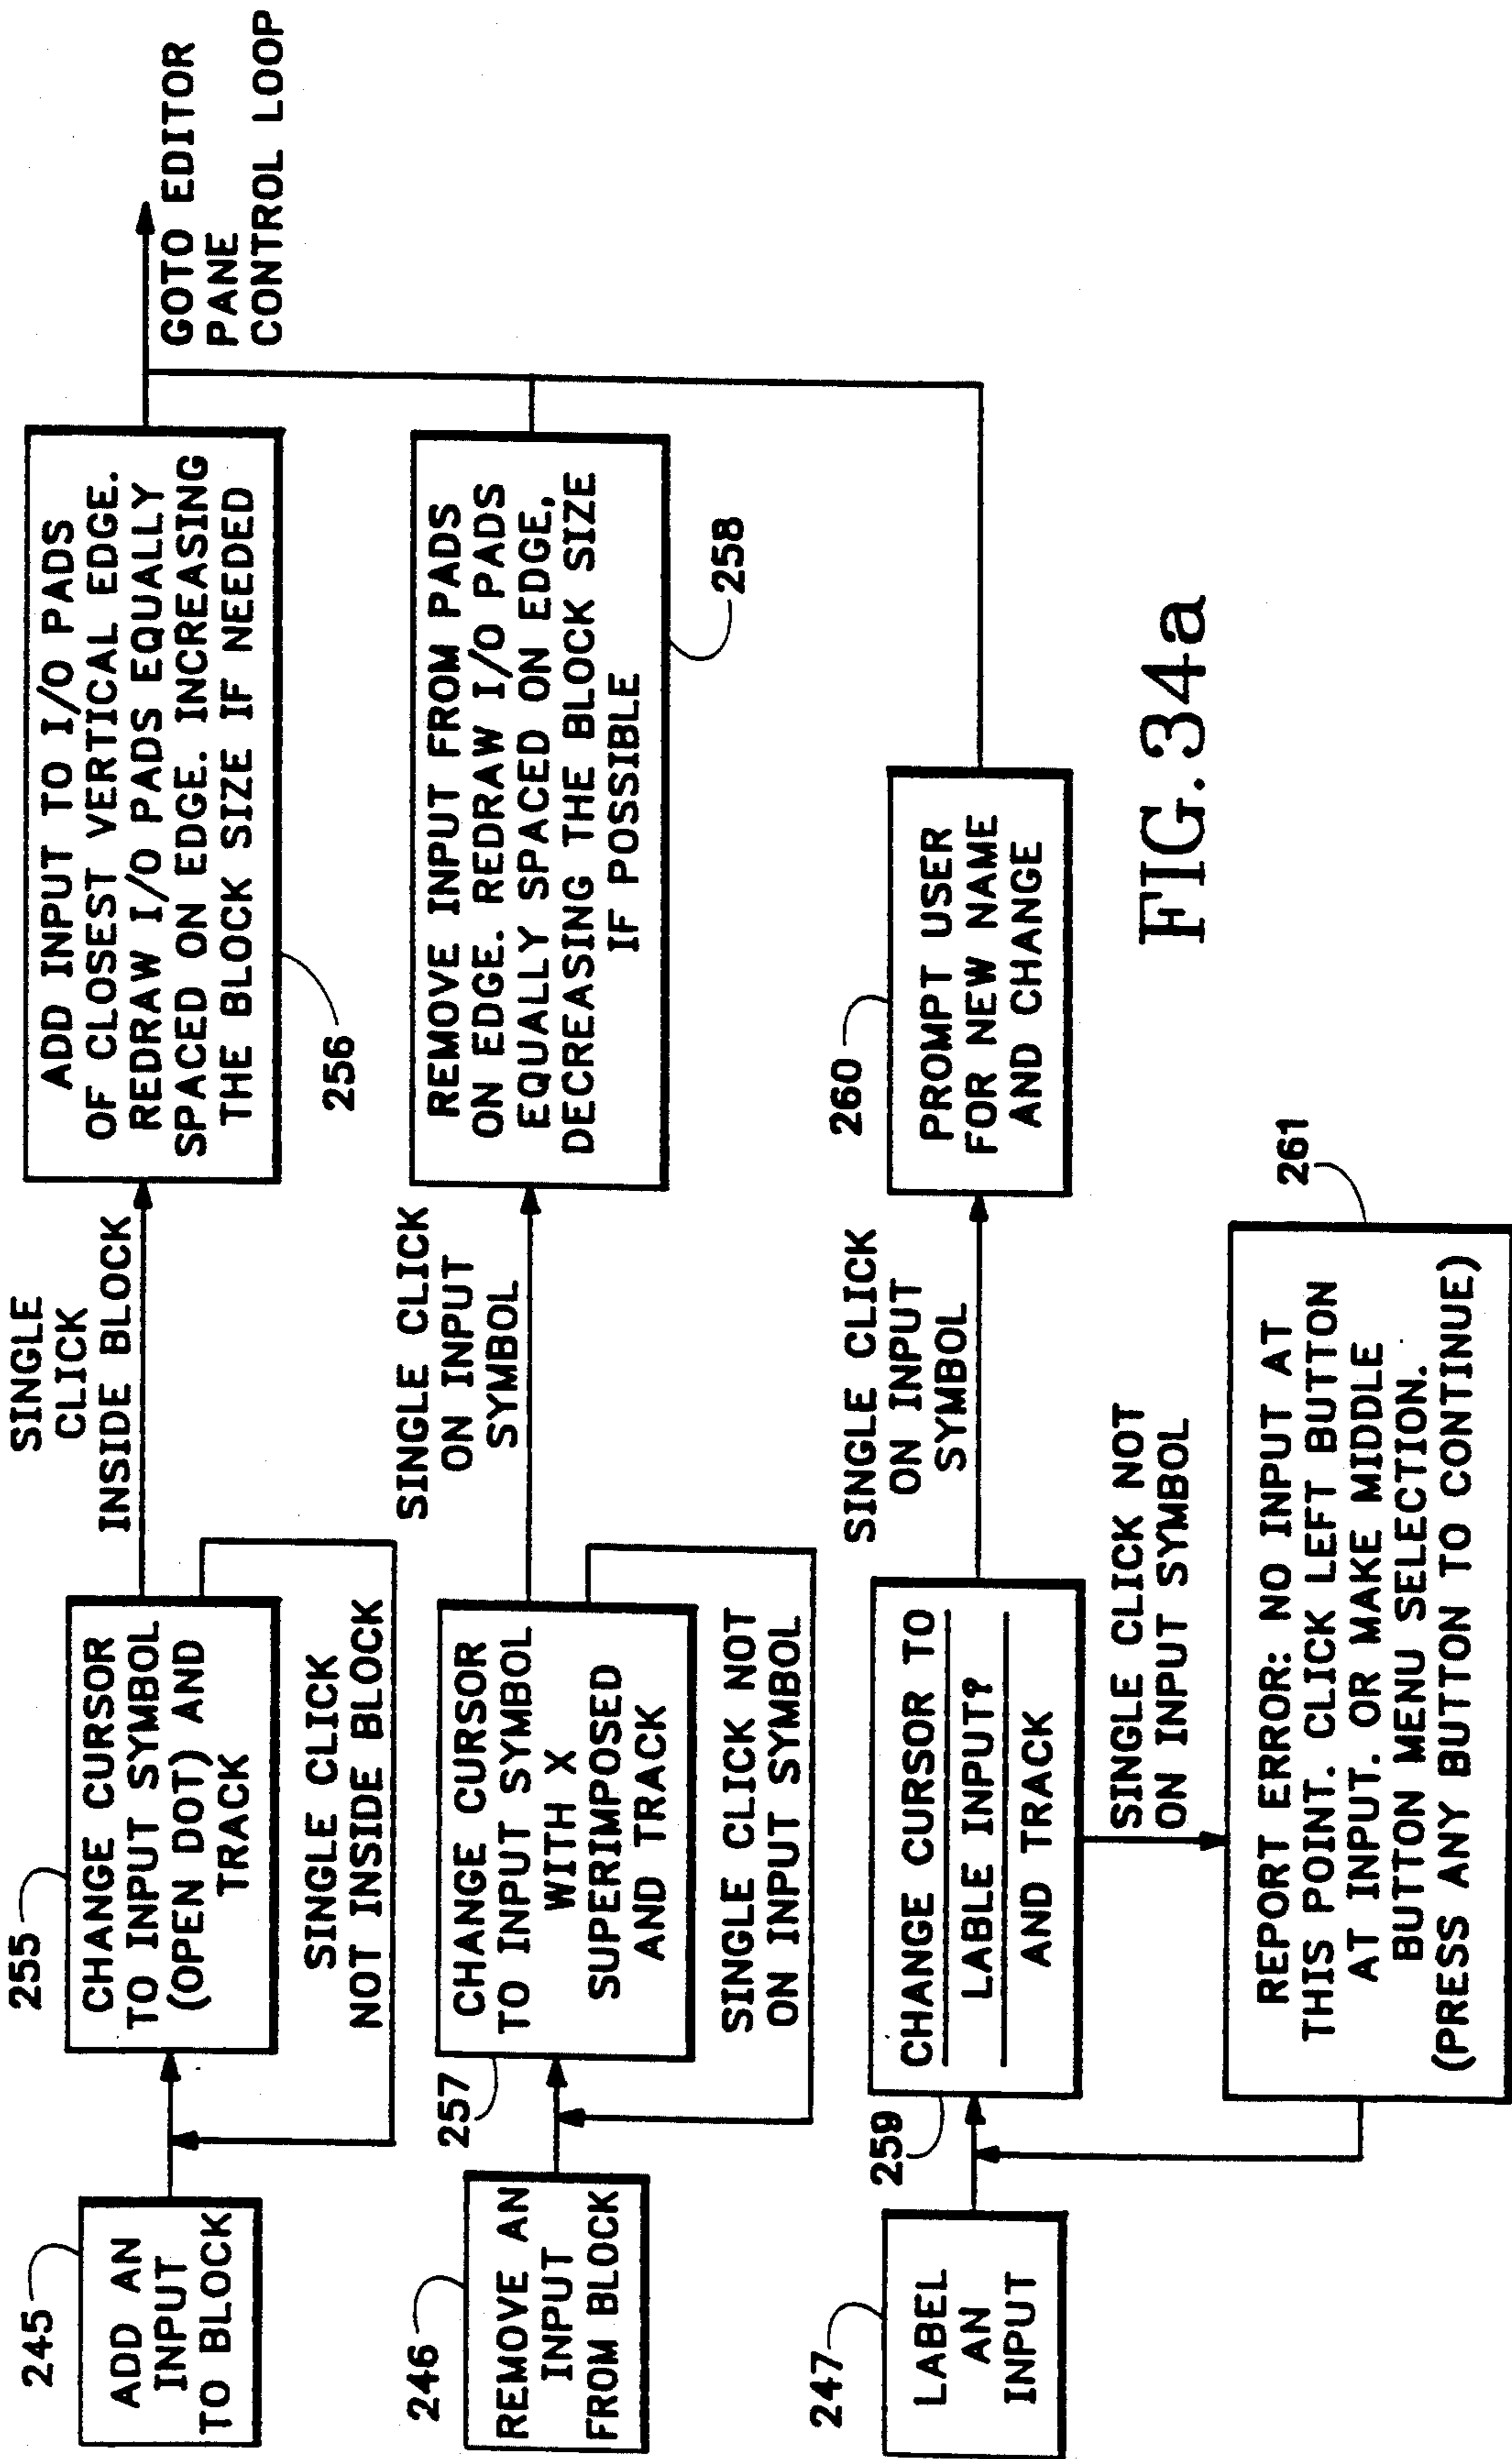 245
ADD AN
INPUT
TO BLOCK
255
CHANGE CURSOR
TO INPUT SYMBOL
(OPEN DOT) AND
TRACK
SINGLE CLICK
NOT INSIDE BLOCK
SINGLE
CLICK
INSIDE BLOCK
ADD INPUT TO I/O PADS
OF CLOSEST VERTICAL EDGE.
REDRAW I/O PADS EQUALLY
SPACED ON EDGE. INCREASING
THE BLOCK SIZE IF NEEDED
256
GOTO EDITOR
PANE
CONTROL LOOP
246
REMOVE AN
INPUT
FROM BLOCK
257
CHANGE CURSOR
TO INPUT SYMBOL
WITH X
SUPERIMPOSED
AND TRACK
SINGLE CLICK NOT
ON INPUT SYMBOL
SINGLE CLICK
ON INPUT
SYMBOL
REMOVE INPUT FROM PADS
ON EDGE. REDRAW I/O PADS
EQUALLY SPACED ON EDGE,
DECREASING THE BLOCK SIZE
IF POSSIBLE
258
247
LABEL
AN
INPUT
259
CHANGE CURSOR TO
LABLE INPUT?
AND TRACK
SINGLE CLICK NOT
ON INPUT SYMBOL
SINGLE CLICK
ON INPUT
SYMBOL
260
PROMPT USER
FOR NEW NAME
AND CHANGE
261
REPORT ERROR: NO INPUT AT
THIS POINT. CLICK LEFT BUTTON
AT INPUT. OR MAKE MIDDLE
BUTTON MENU SELECTION.
(PRESS ANY BUTTON TO CONTINUE)
FIG.34a